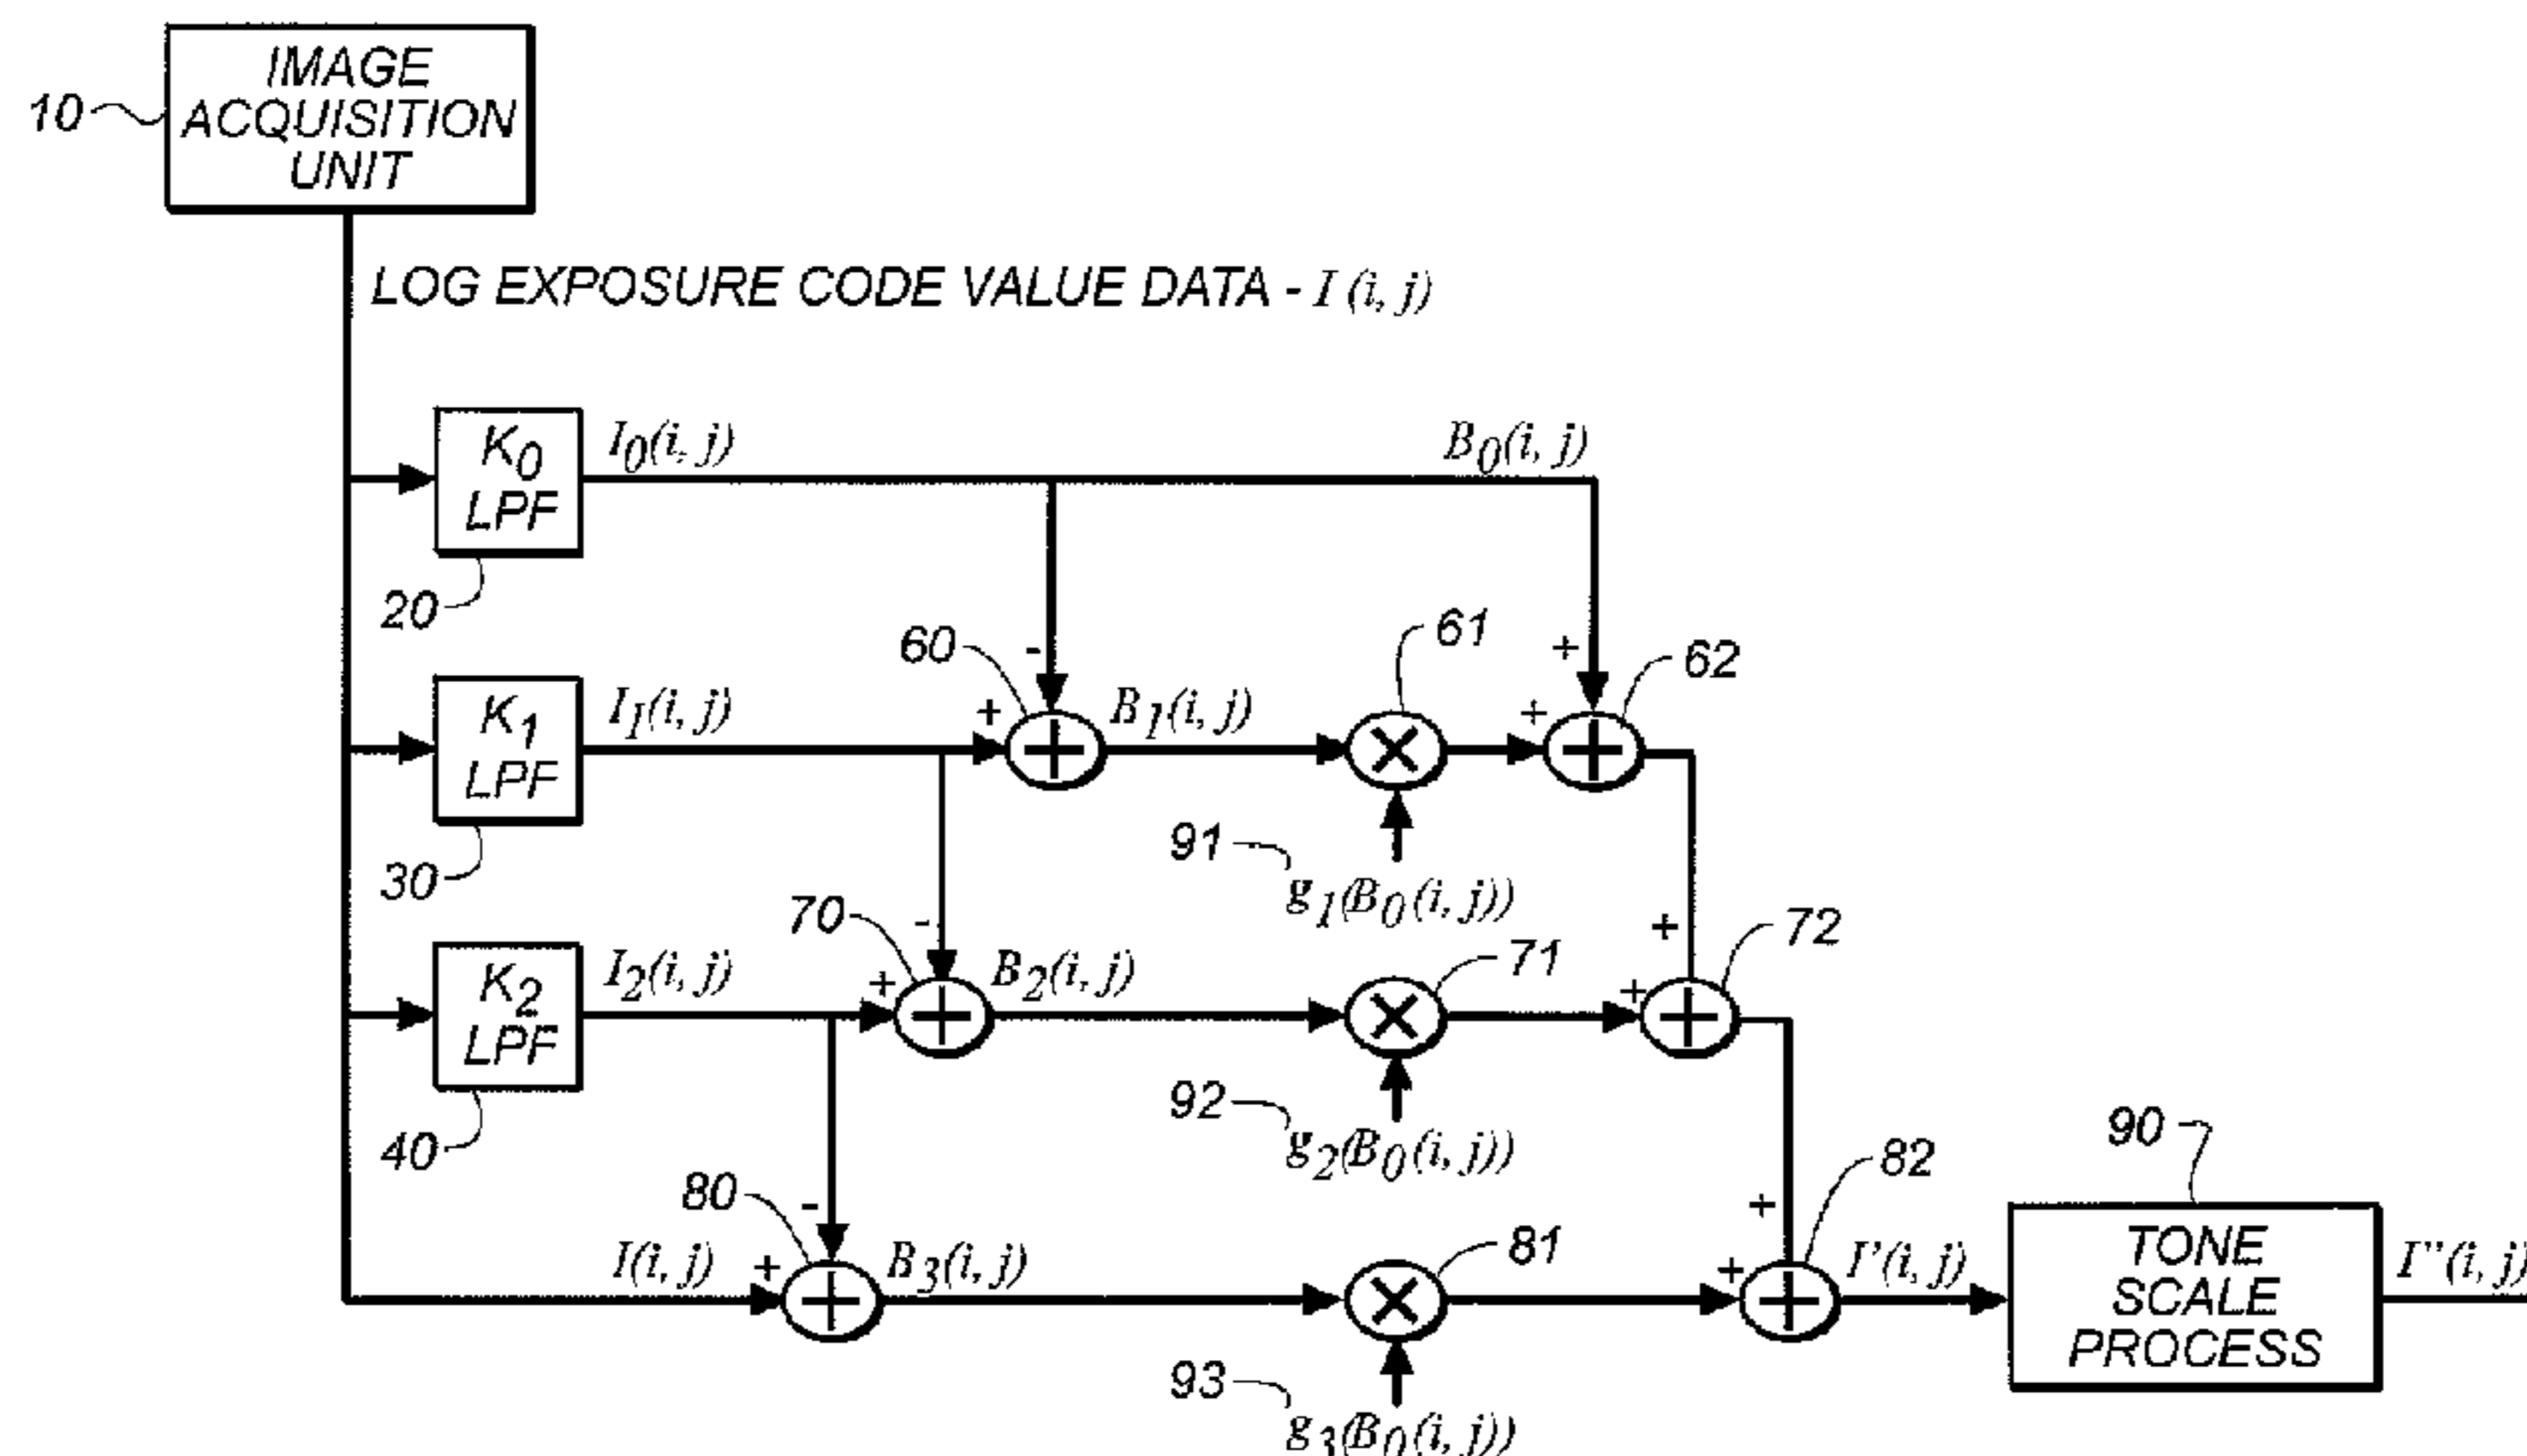 IMAGE
ACQUISITION
UNIT
10
LOG EXPOSURE CODE VALUE DATA - I (i, j)
K0
LPF
I0(i, j)
B0(i, j)
20
60
61
62
-
+
K1
LPF
I1(i, j)
+
B1(i, j)
+
30
91
g1(B0(i, j))
70
71
72
-
+
K2
LPF
I2(i, j)
+
B2(i, j)
+
40
92
g2(B0(i, j))
80
81
82
90
-
+
I(i, j)
+
B3(i, j)
+
I'(i, j)
TONE
SCALE
PROCESS
I''(i, j)
93
g3(B0(i, j))